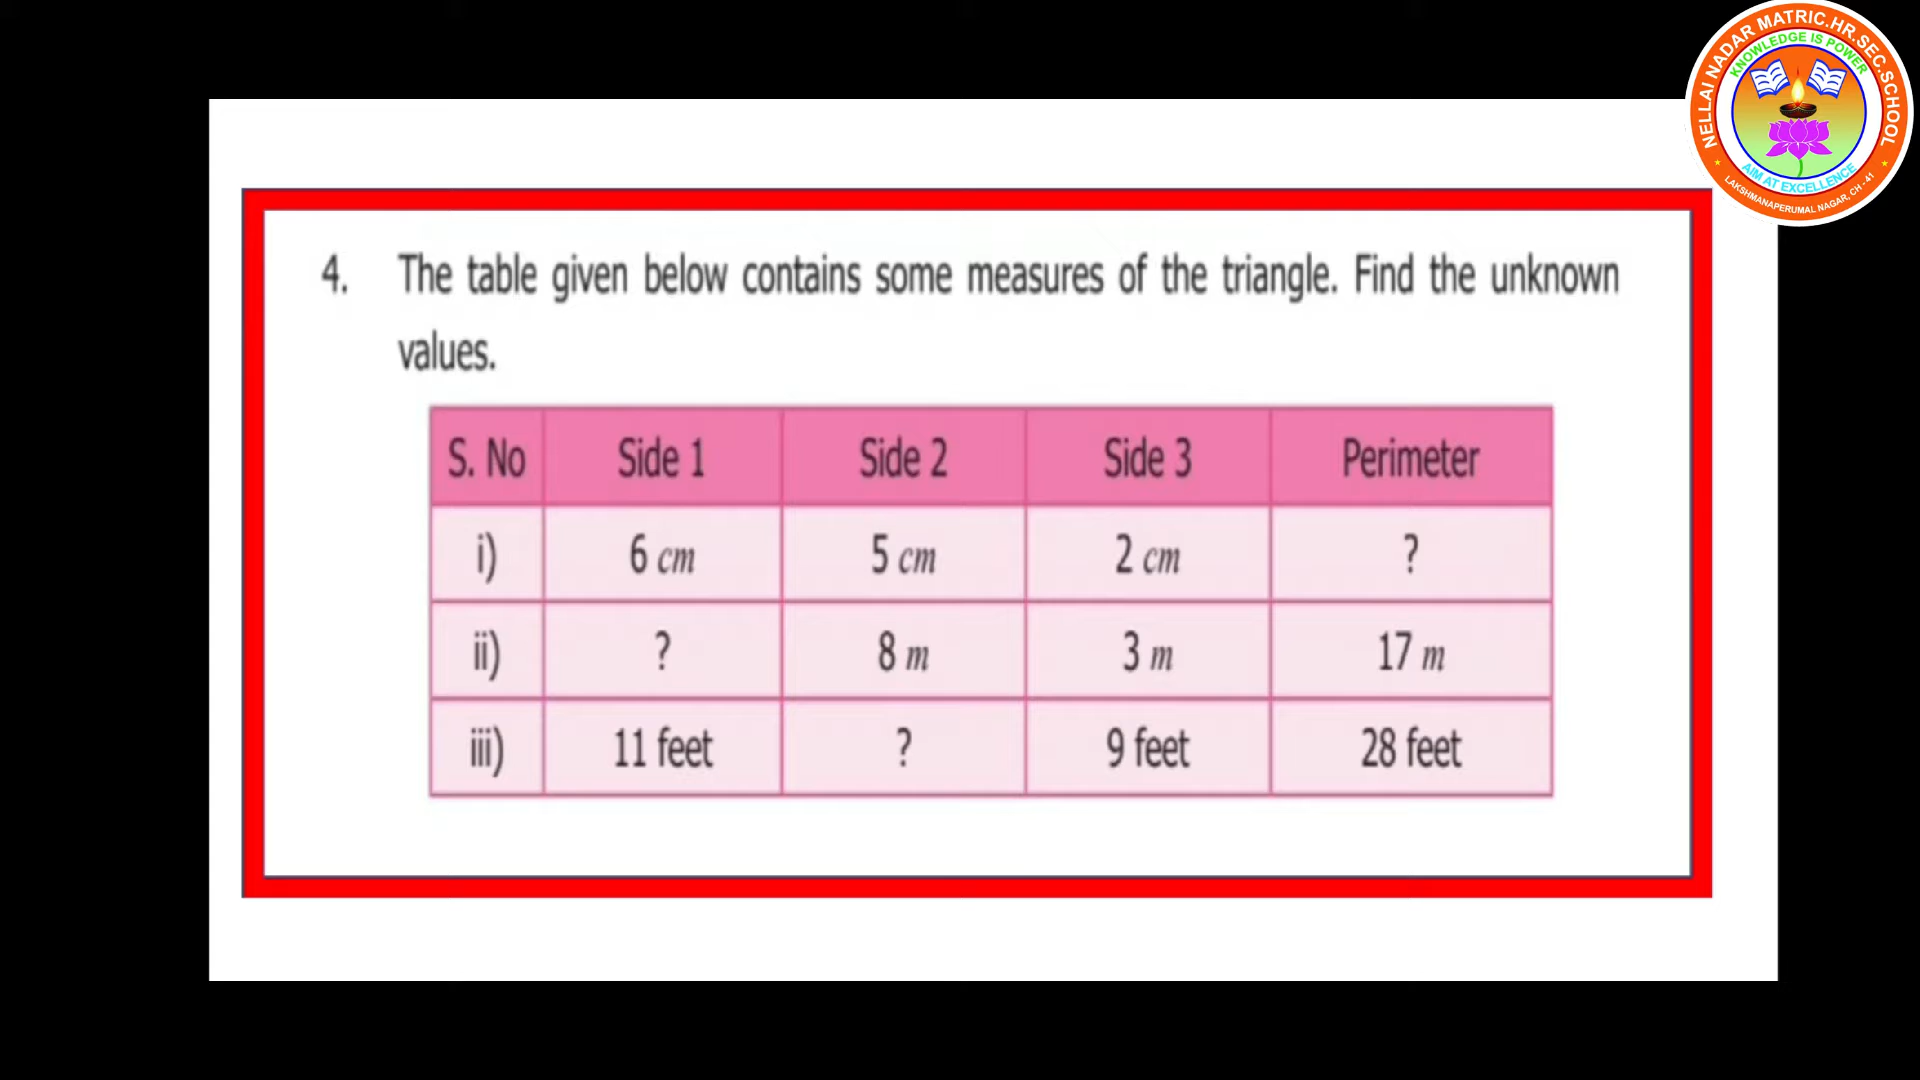 NELLAI NADAR MATRIC.HR.SEC.SCHOOL
KNOWLEDGE IS POWER
AIM AT EXCELLENCE
LAKSHMANAPERUMAL NAGAR, CH - 41
4. The table given below contains some measures of the triangle. Find the unknown
values.
S. No Side 1 Side 2 Side 3 Perimeter
i) 6 cm 5 cm 2 cm ?
ii) ? 8 m 3 m 17 m
iii) 11 feet ? 9 feet 28 feet